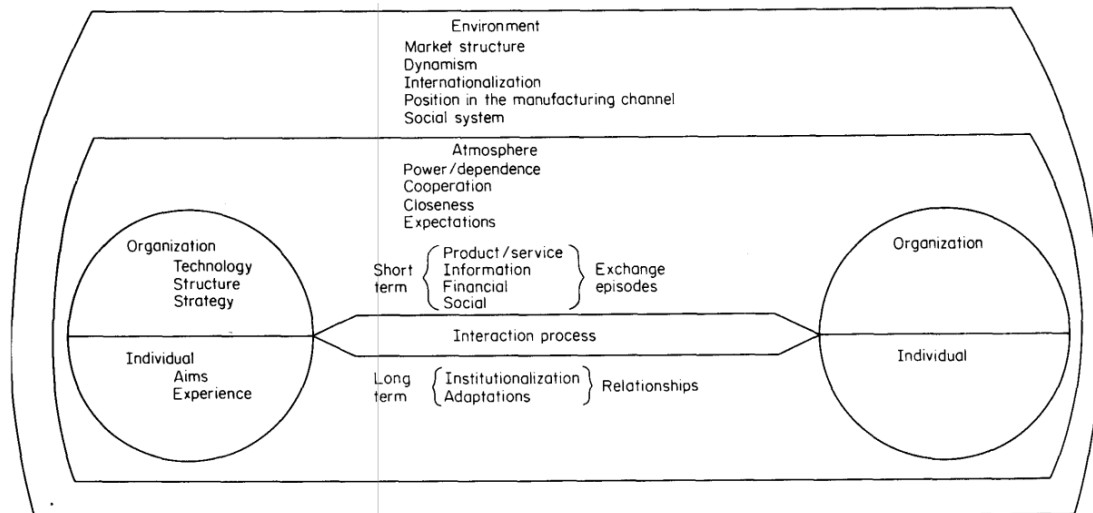 Environment
Market structure
Dynamism
Internationalization
Position in the manufacturing channel
Social system
Atmosphere
Power/dependence
Cooperation
Closeness
Expectations
Organization
Technology
Structure
Strategy
Individual
Aims
Experience
Short
term
Product/service
Information
Financial
Social
Exchange
episodes
Interaction process
Long
term
Institutionalization
Adaptations
Relationships
Organization
Individual